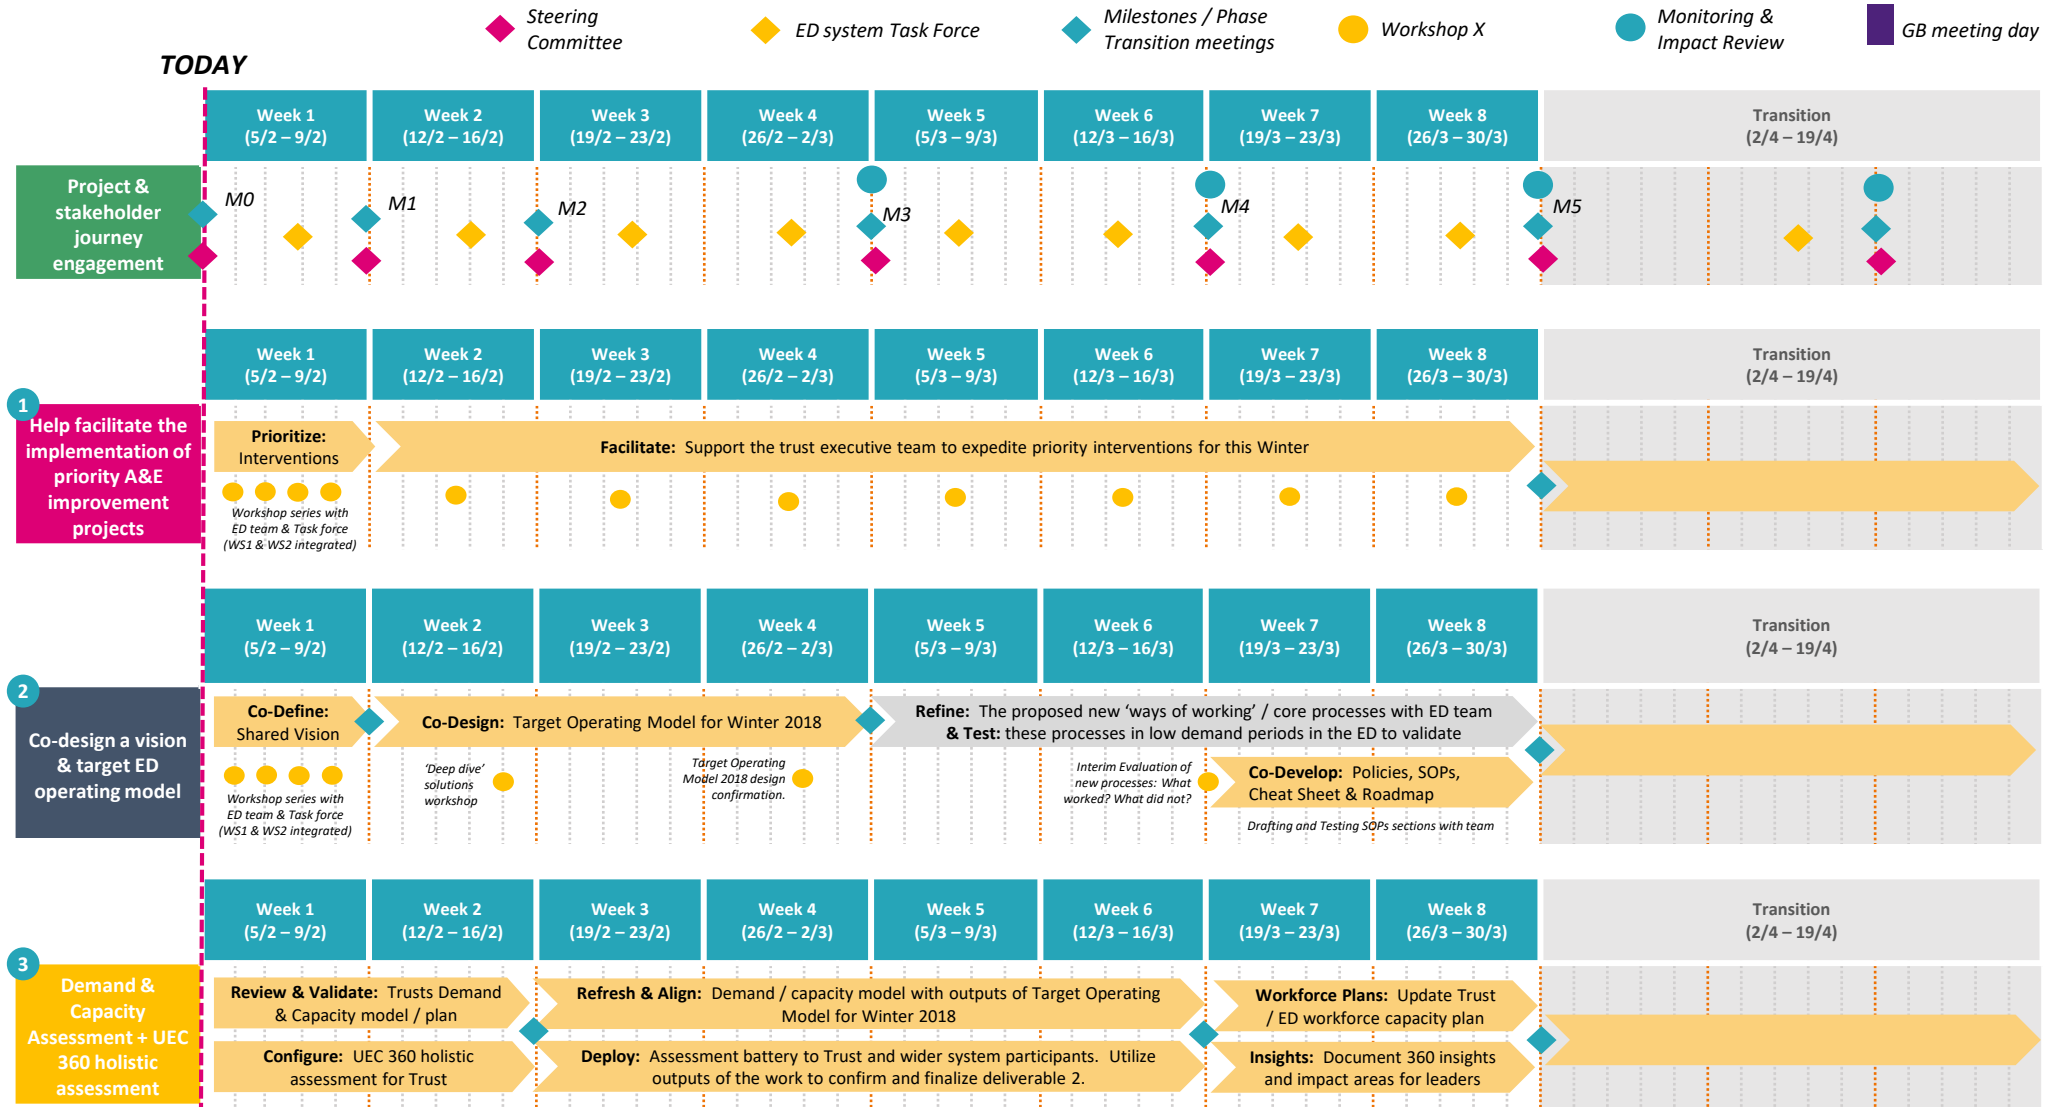 Steering
Committee
ED system Task Force
Milestones / Phase
Transition meetings
Workshop X
Monitoring &
Impact Review
GB meeting day
TODAY
Week 1
(5/2 – 9/2)
Week 2
(12/2 – 16/2)
Week 3
(19/2 – 23/2)
Week 4
(26/2 – 2/3)
Week 5
(5/3 – 9/3)
Week 6
(12/3 – 16/3)
Week 7
(19/3 – 23/3)
Week 8
(26/3 – 30/3)
Transition
(2/4 – 19/4)
Project &
stakeholder
journey
engagement
M0
M1
M2
M3
M4
M5
Week 1
(5/2 – 9/2)
Week 2
(12/2 – 16/2)
Week 3
(19/2 – 23/2)
Week 4
(26/2 – 2/3)
Week 5
(5/3 – 9/3)
Week 6
(12/3 – 16/3)
Week 7
(19/3 – 23/3)
Week 8
(26/3 – 30/3)
Transition
(2/4 – 19/4)
1
Help facilitate the
implementation of
priority A&E
improvement
projects
Prioritize:
Interventions
Facilitate: Support the trust executive team to expedite priority interventions for this Winter
Workshop series with
ED team & Task force
(WS1 & WS2 integrated)
Week 1
(5/2 – 9/2)
Week 2
(12/2 – 16/2)
Week 3
(19/2 – 23/2)
Week 4
(26/2 – 2/3)
Week 5
(5/3 – 9/3)
Week 6
(12/3 – 16/3)
Week 7
(19/3 – 23/3)
Week 8
(26/3 – 30/3)
Transition
(2/4 – 19/4)
2
Co-design a vision
& target ED
operating model
Co-Define:
Shared Vision
Co-Design: Target Operating Model for Winter 2018
Refine: The proposed new ‘ways of working’ / core processes with ED team
& Test: these processes in low demand periods in the ED to validate
Workshop series with
ED team & Task force
(WS1 & WS2 integrated)
‘Deep dive’
solutions
workshop
Target Operating
Model 2018 design
confirmation.
Interim Evaluation of
new processes: What
worked? What did not?
Co-Develop: Policies, SOPs,
Cheat Sheet & Roadmap
Drafting and Testing SOPs sections with team
Week 1
(5/2 – 9/2)
Week 2
(12/2 – 16/2)
Week 3
(19/2 – 23/2)
Week 4
(26/2 – 2/3)
Week 5
(5/3 – 9/3)
Week 6
(12/3 – 16/3)
Week 7
(19/3 – 23/3)
Week 8
(26/3 – 30/3)
Transition
(2/4 – 19/4)
3
Demand &
Capacity
Assessment + UEC
360 holistic
assessment
Review & Validate: Trusts Demand
& Capacity model / plan
Refresh & Align: Demand / capacity model with outputs of Target Operating
Model for Winter 2018
Workforce Plans: Update Trust
/ ED workforce capacity plan
Configure: UEC 360 holistic
assessment for Trust
Deploy: Assessment battery to Trust and wider system participants. Utilize
outputs of the work to confirm and finalize deliverable 2.
Insights: Document 360 insights
and impact areas for leaders